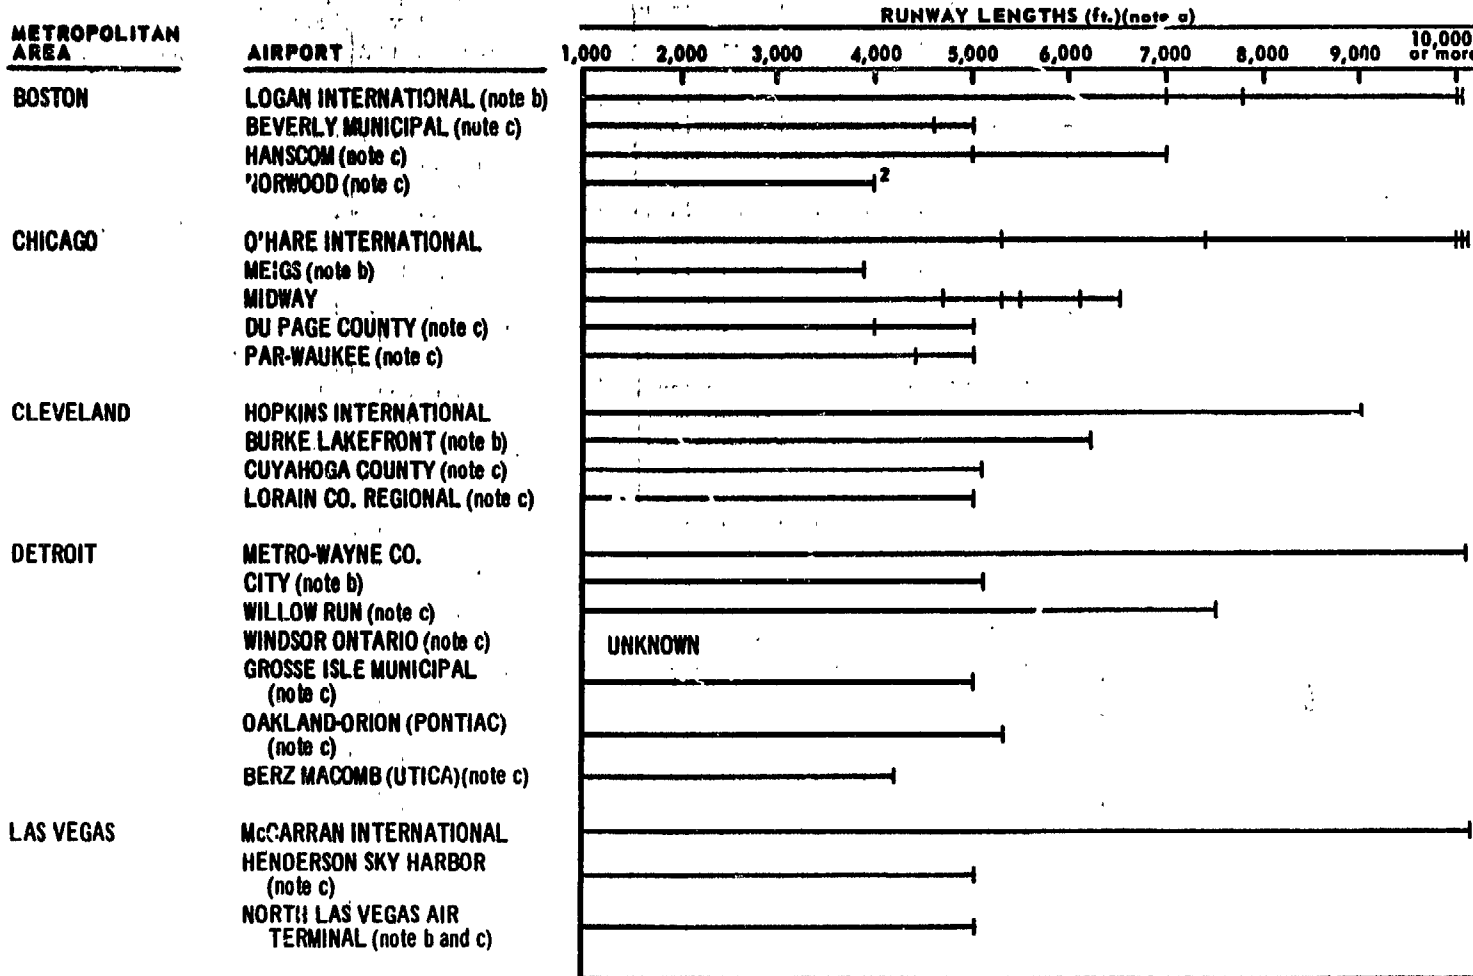 RUNWAY LENGTHS (ft.)(note a)
METROPOLITAN AREA AIRPORT 1,000 2,000 3,000 4,000 5,000 6,000 7,000 8,000 9,000 10,000 or more
BOSTON LOGAN INTERNATIONAL (note b)
BEVERLY MUNICIPAL (note c)
HANSCOM (note c)
NORWOOD (note c) 2
CHICAGO O'HARE INTERNATIONAL
MEIGS (note b)
MIDWAY
DU PAGE COUNTY (note c)
PAR-WAUKEE (note c)
CLEVELAND HOPKINS INTERNATIONAL
BURKE LAKEFRONT (note b)
CUYAHOGA COUNTY (note c)
LORAIN CO. REGIONAL (note c)
DETROIT METRO-WAYNE CO.
CITY (note b)
WILLOW RUN (note c)
WINDSOR ONTARIO (note c) UNKNOWN
GROSSE ISLE MUNICIPAL
(note c)
OAKLAND-ORION (PONTIAC)
(note c)
BERZ MACOMB (UTICA)(note c)
LAS VEGAS McCARRAN INTERNATIONAL
HENDERSON SKY HARBOR
(note c)
NORTH LAS VEGAS AIR
TERMINAL (note b and c)